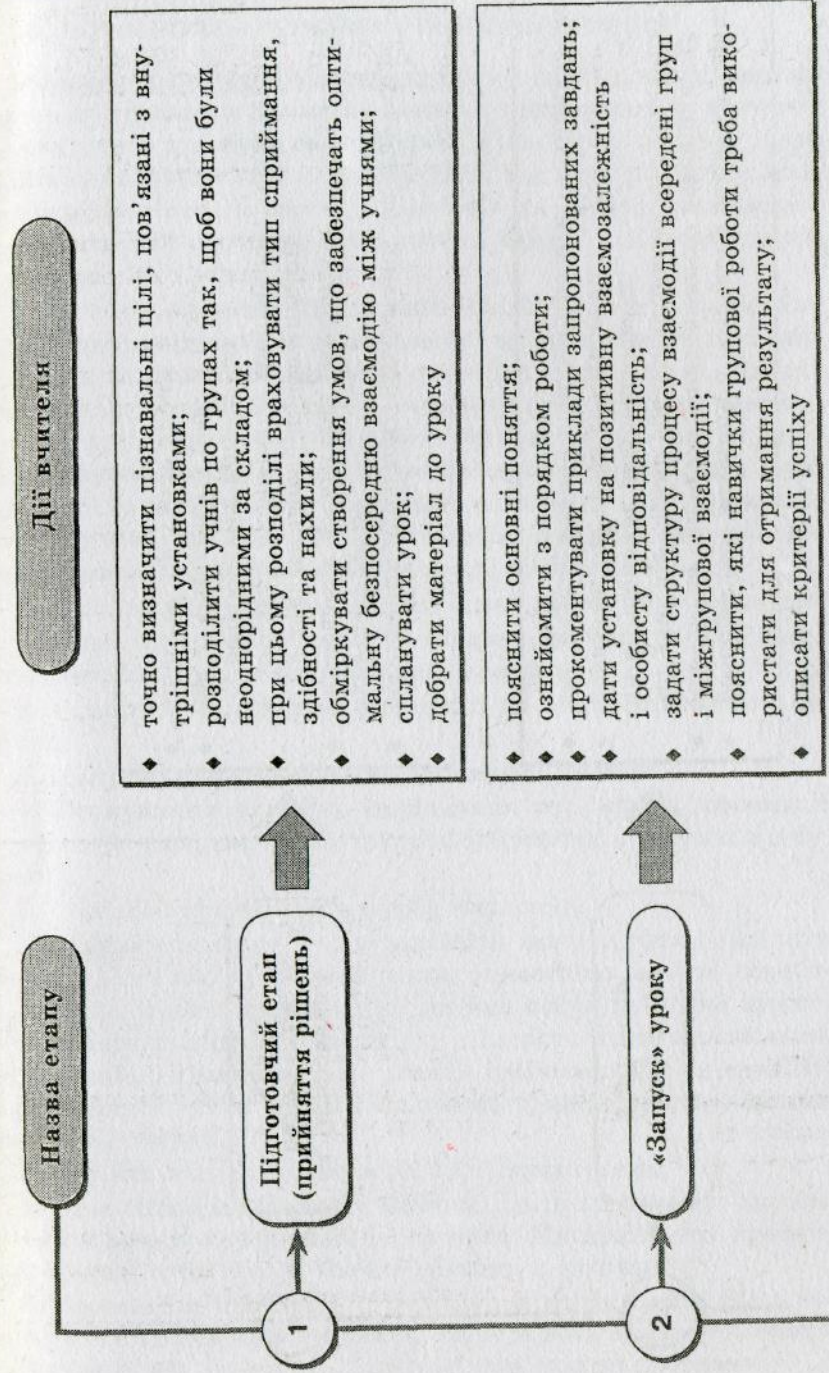 Назва етапу
Дії вчителя
1
Підготовчий етап
(прийняття рішень)
♦ точно визначити пізнавальні цілі, пов'язані з вну-
трішніми установками;
♦ розподілити учнів по групах так, щоб вони були
неоднорідними за складом;
♦ при цьому розподілі враховувати тип сприймання,
здібності та нахили;
♦ обміркувати створення умов, що забезпечать опти-
мальну безпосередню взаємодію між учнями;
♦ спланувати урок;
♦ добрати матеріал до уроку
2
«Запуск» уроку
♦ пояснити основні поняття;
♦ ознайомити з порядком роботи;
♦ прокоментувати приклади запропонованих завдань,
♦ дати установку на позитивну взаємозалежність
і особисту відповідальність;
♦ задати структуру процесу взаємодії всередені груп
і міжгрупової взаємодії;
♦ пояснити, які навички групової роботи треба вико-
ристати для отримання результату;
♦ описати критерії успіху